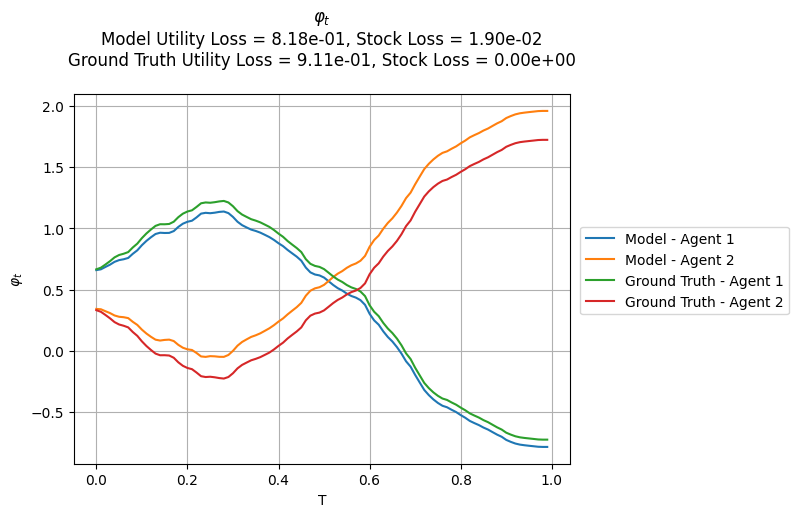 φₜ
Model Utility Loss = 8.18e-01, Stock Loss = 1.90e-02
Ground Truth Utility Loss = 9.11e-01, Stock Loss = 0.00e+00
2.0
1.5
1.0
0.5
0.0
−0.5
φₜ
0.0 0.2 0.4 0.6 0.8 1.0
T
Model - Agent 1
Model - Agent 2
Ground Truth - Agent 1
Ground Truth - Agent 2